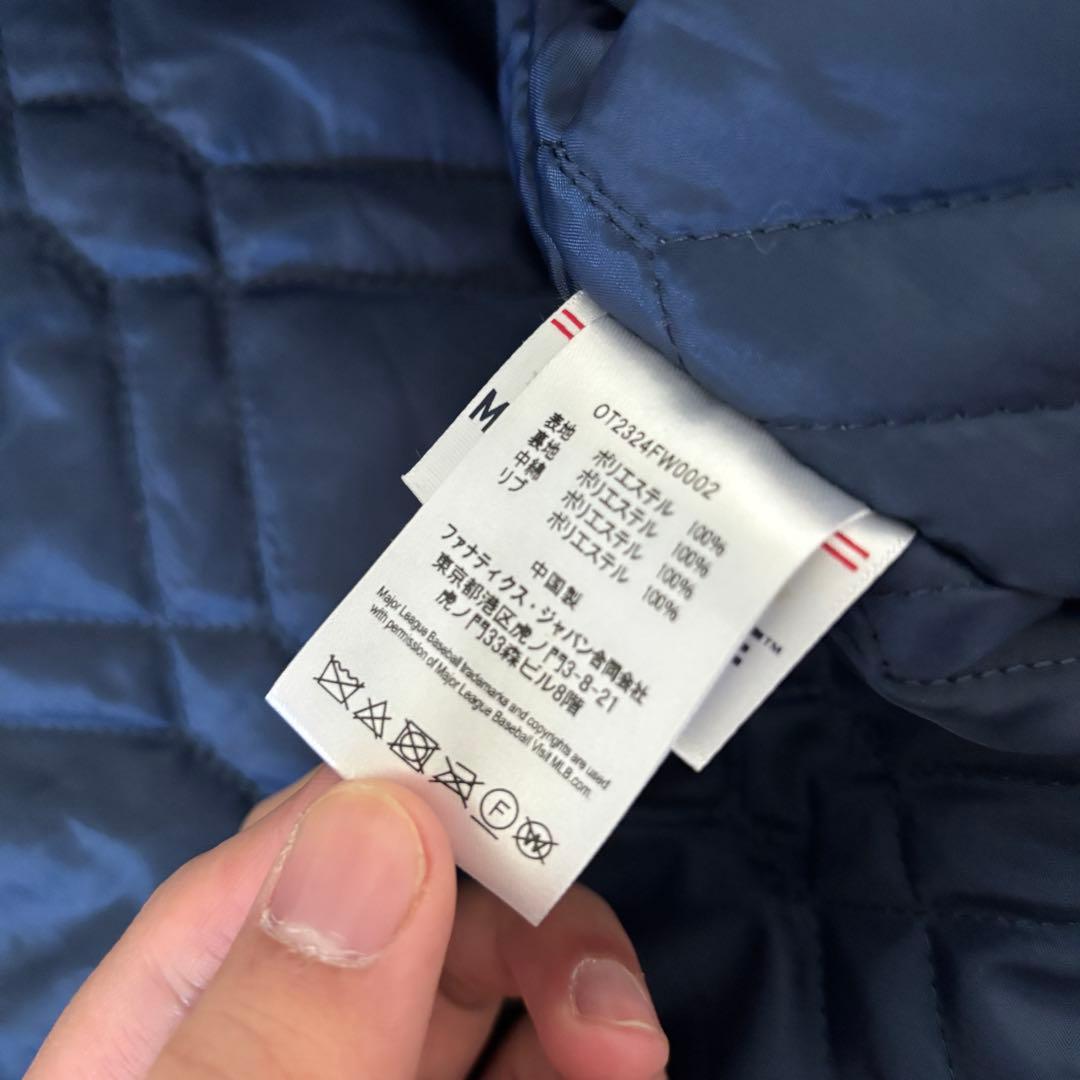 M
OT2324FW0002
表地 ポリエステル 100%
裏地 ポリエステル 100%
中綿 ポリエステル 100%
リブ ポリエステル 100%
中国製
ファナティクス・ジャパン合同会社
東京都港区虎ノ門3-8-21
虎ノ門33森ビル8階
Major League Baseball trademarks and copyrights are used
with permission of Major League Baseball Visit MLB.com.
F
W
TM